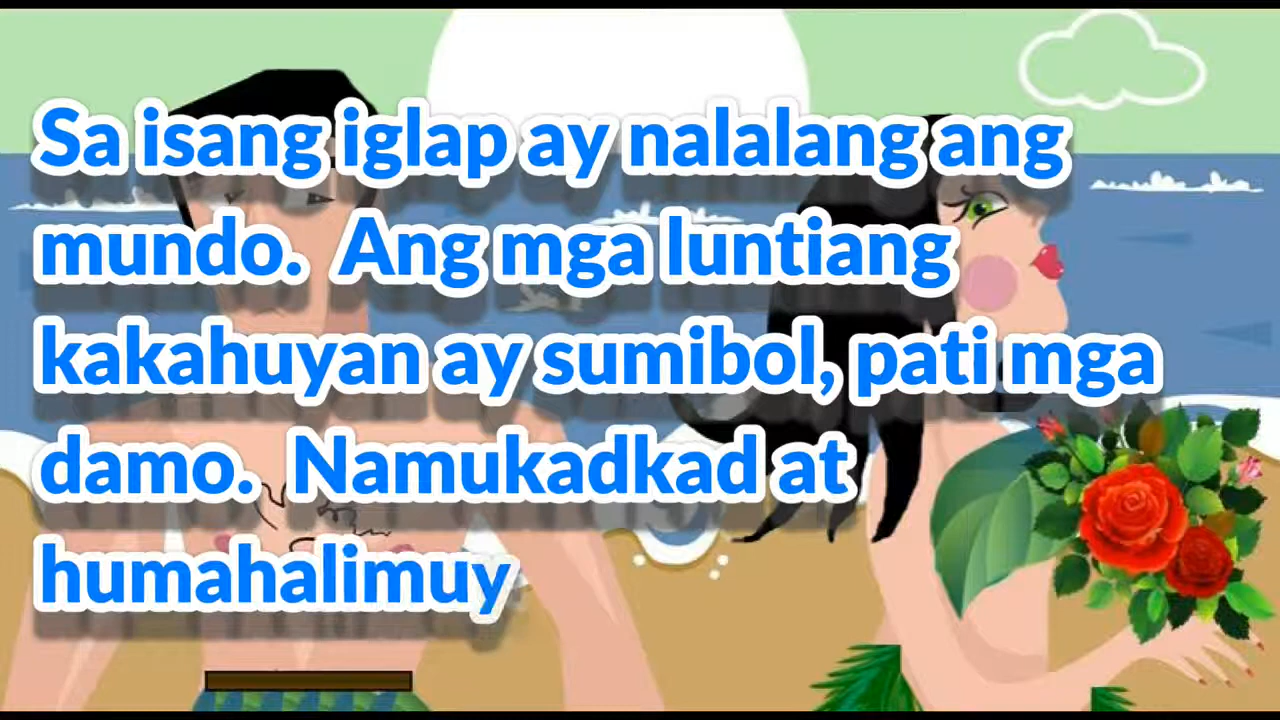 Sa isang iglap ay nalalang ang
mundo.  Ang mga luntiang
kakahuyan ay sumibol, pati mga
damo.  Namukadkad at
humahalimuy